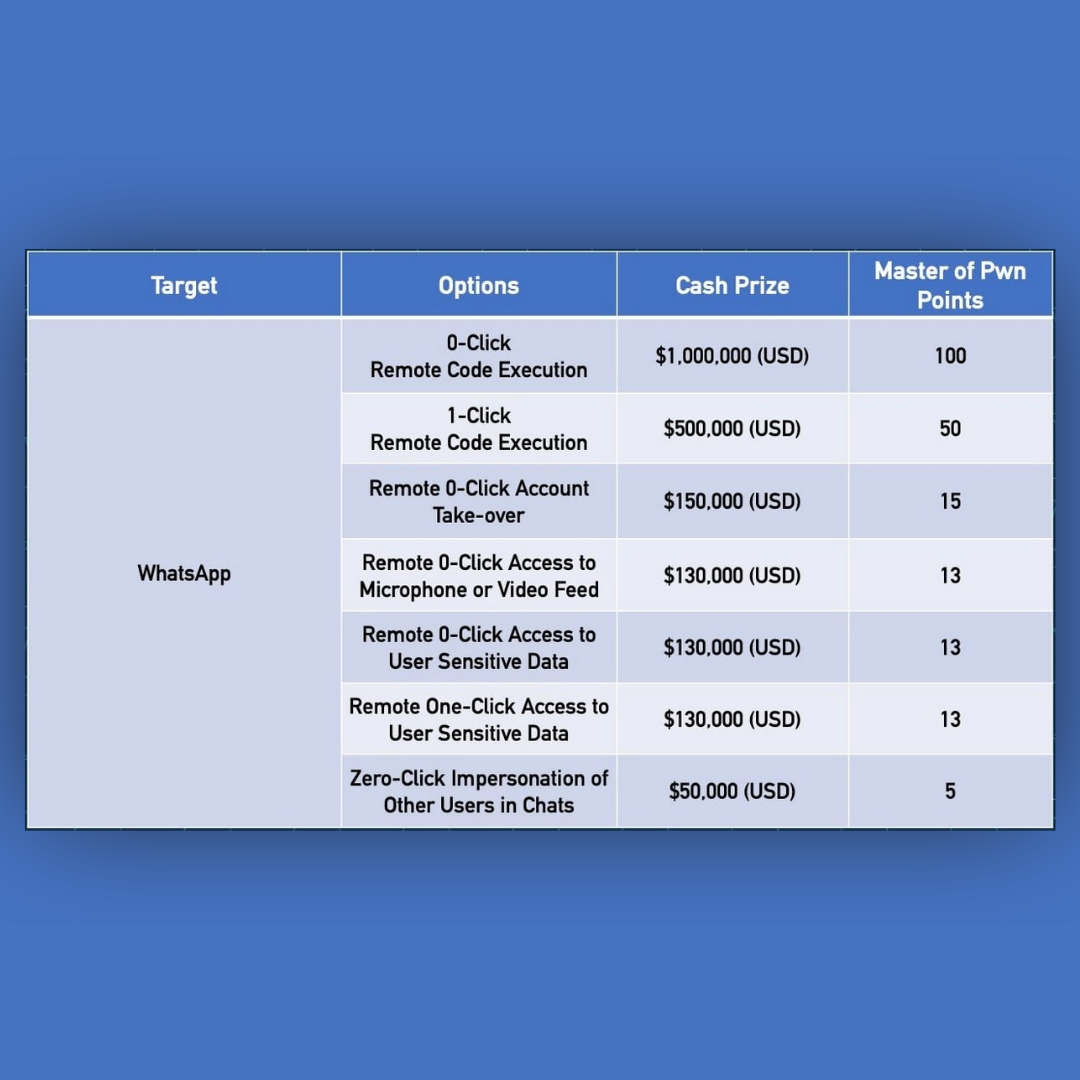 Target
Options
Cash Prize
Master of Pwn
Points
WhatsApp
0-Click
Remote Code Execution
$1,000,000 (USD)
100
1-Click
Remote Code Execution
$500,000 (USD)
50
Remote 0-Click Account
Take-over
$150,000 (USD)
15
Remote 0-Click Access to
Microphone or Video Feed
$130,000 (USD)
13
Remote 0-Click Access to
User Sensitive Data
$130,000 (USD)
13
Remote One-Click Access to
User Sensitive Data
$130,000 (USD)
13
Zero-Click Impersonation of
Other Users in Chats
$50,000 (USD)
5